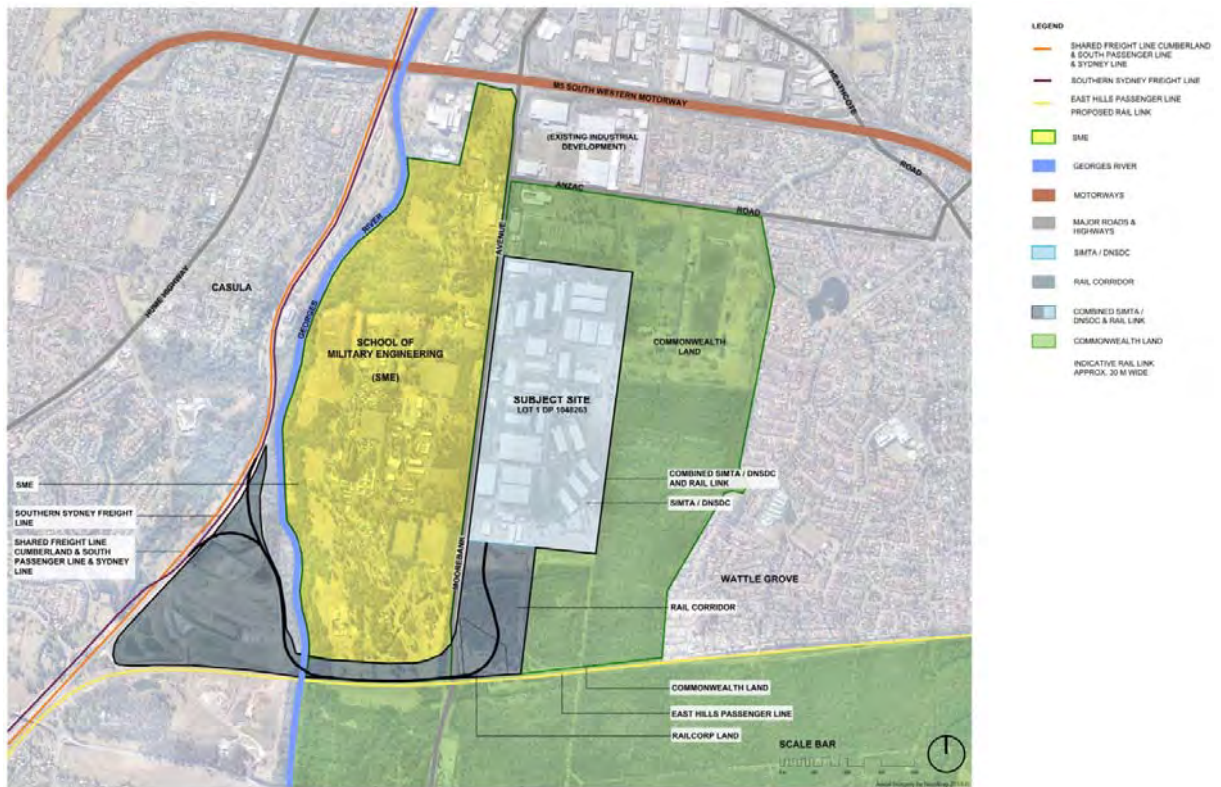 M5 SOUTH WESTERN MOTORWAY
HEATHCOTE
ROAD
(EXISTING INDUSTRIAL
DEVELOPMENT)
ANZAC
ROAD
RIVER
GEORGES
AVENUE
MOOREBANK
HUME HIGHWAY
CASULA
SCHOOL OF
MILITARY ENGINEERING
(SME)
COMMONWEALTH
LAND
SUBJECT SITE
LOT 1 DP 1048263
COMBINED SIMTA / DNSDC
AND RAIL LINK
SIMTA / DNSDC
SME
SOUTHERN SYDNEY FREIGHT
LINE
SHARED FREIGHT LINE
CUMBERLAND & SOUTH
PASSENGER LINE & SYDNEY
LINE
WATTLE GROVE
RAIL CORRIDOR
COMMONWEALTH LAND
EAST HILLS PASSENGER LINE
RAILCORP LAND
SCALE BAR
LEGEND
SHARED FREIGHT LINE CUMBERLAND
& SOUTH PASSENGER LINE
& SYDNEY LINE
SOUTHERN SYDNEY FREIGHT LINE
EAST HILLS PASSENGER LINE
PROPOSED RAIL LINK
SME
GEORGES RIVER
MOTORWAYS
MAJOR ROADS &
HIGHWAYS
SIMTA / DNSDC
RAIL CORRIDOR
COMBINED SIMTA /
DNSDC & RAIL LINK
COMMONWEALTH LAND
INDICATIVE RAIL LINK
APPROX. 20 M WIDE